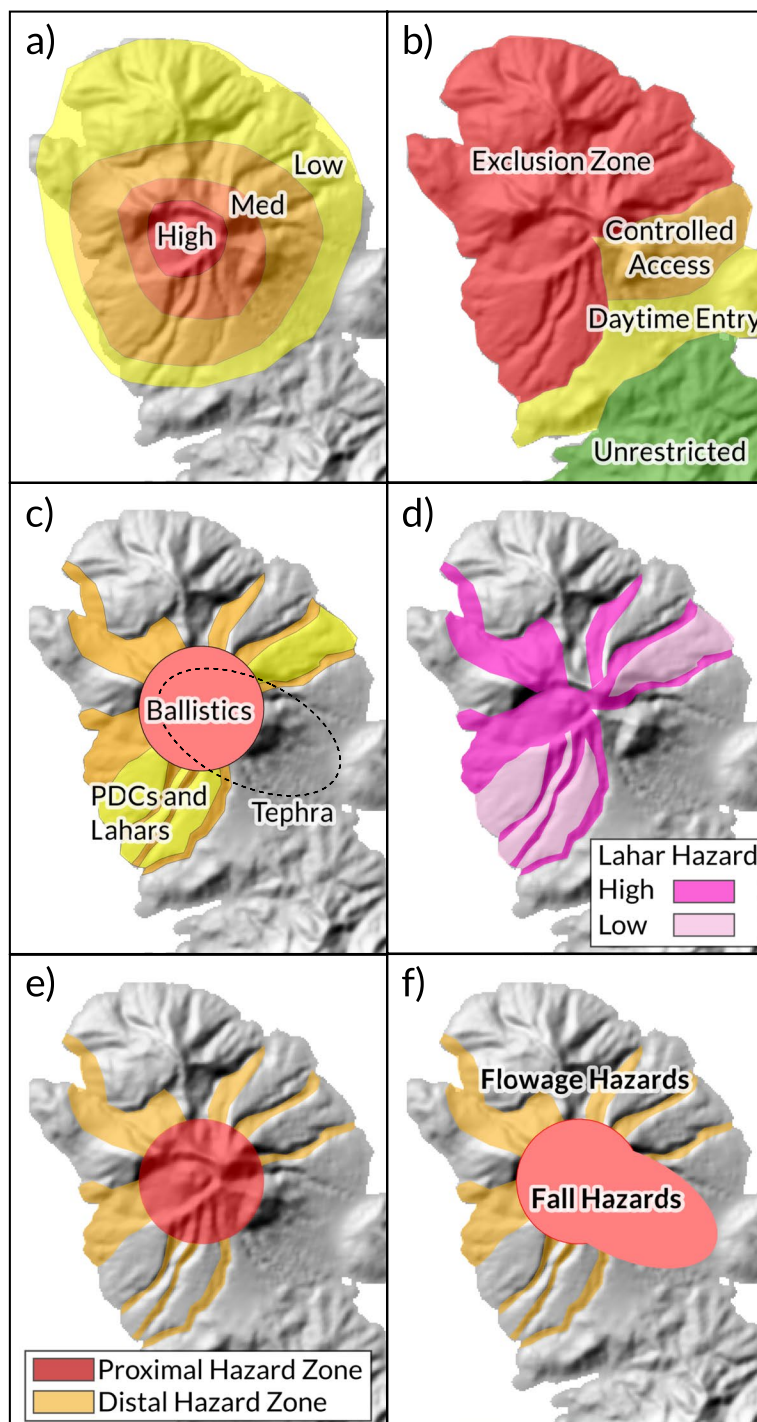 a)
Low
Med
High
b)
Exclusion Zone
Controlled
Access
Daytime Entry
Unrestricted
c)
Ballistics
PDCs and
Lahars
Tephra
d)
Lahar Hazard
High
Low
e)
Proximal Hazard Zone
Distal Hazard Zone
f)
Flowage Hazards
Fall Hazards